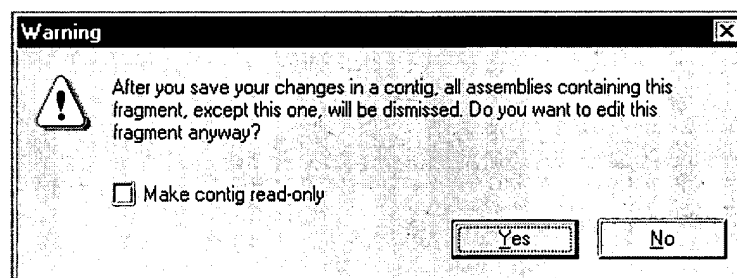 Warning
After you save your changes in a contig, all assemblies containing this
fragment, except this one, will be dismissed. Do you want to edit this
fragment anyway?
Make contig read-only
Yes
No